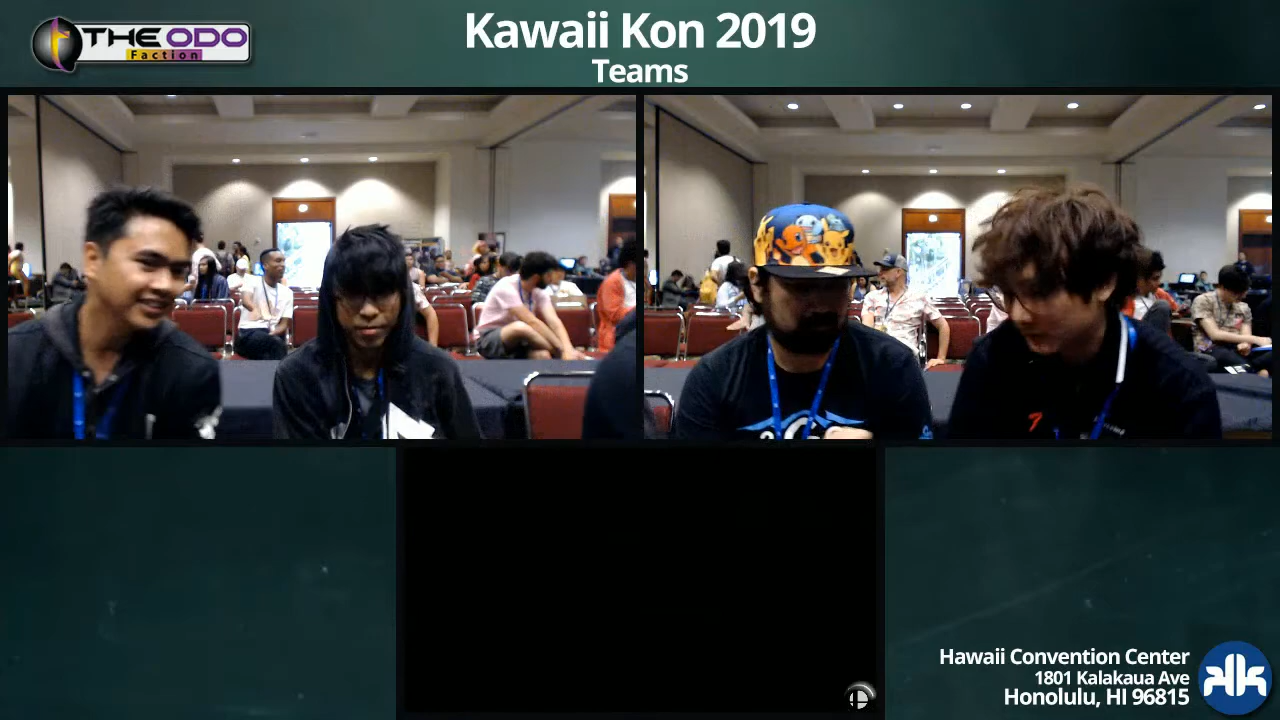 THE ODO
Faction
Kawaii Kon 2019
Teams
Hawaii Convention Center
1801 Kalakaua Ave
Honolulu, HI 96815